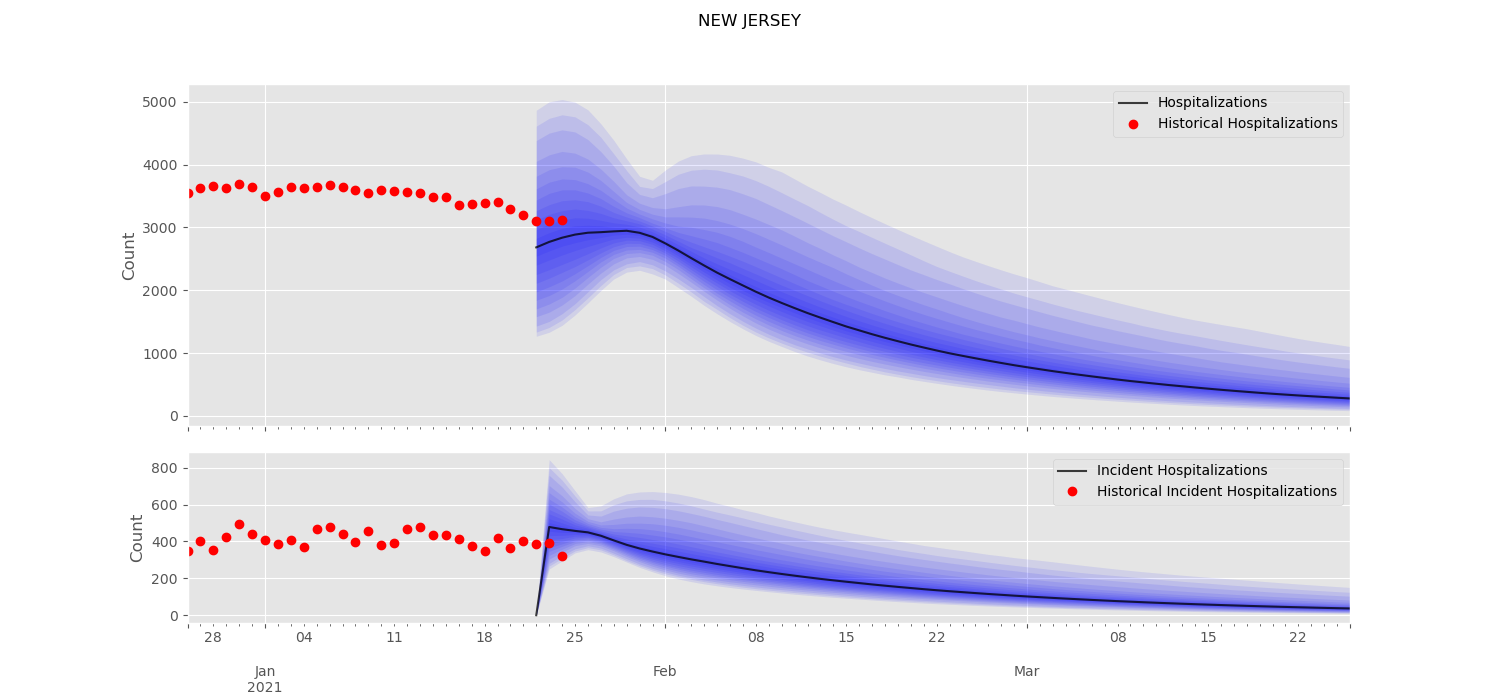 NEW JERSEY
5000
4000
3000
2000
1000
0
Count
Hospitalizations
Historical Hospitalizations
800
600
400
200
0
Count
Incident Hospitalizations
Historical Incident Hospitalizations
28 04 11 18 25 08 15 22 08 15 22
Jan Feb Mar
2021